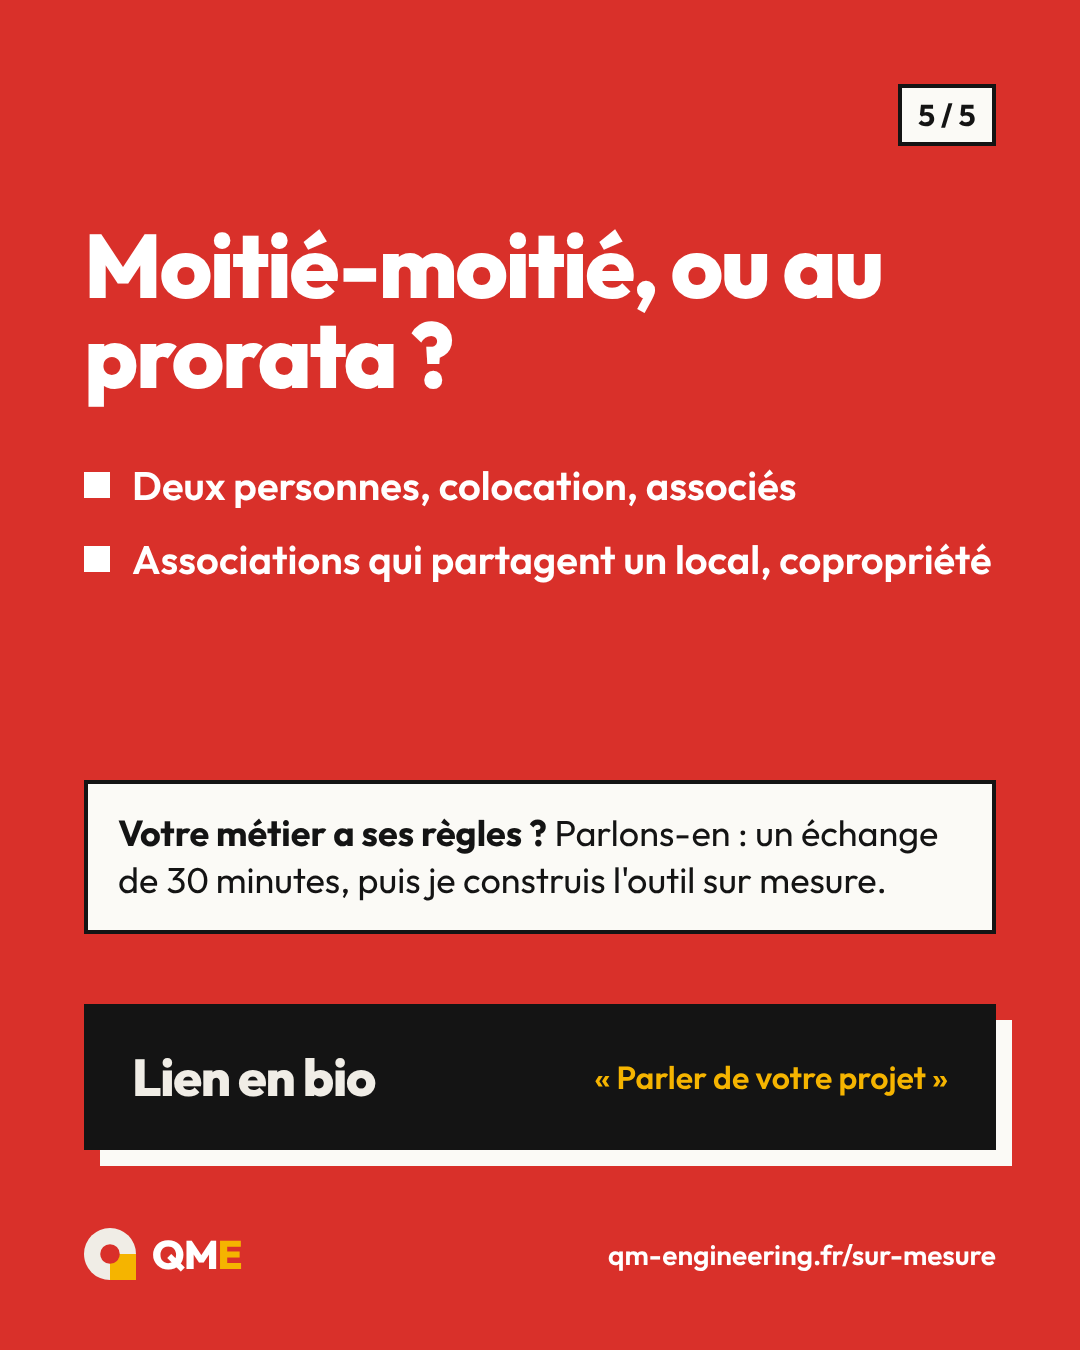 5 / 5
Moitié-moitié, ou au
prorata ?
Deux personnes, colocation, associés
Associations qui partagent un local, copropriété
Votre métier a ses règles ? Parlons-en : un échange
de 30 minutes, puis je construis l'outil sur mesure.
Lien en bio
« Parler de votre projet »
QME
qm-engineering.fr/sur-mesure